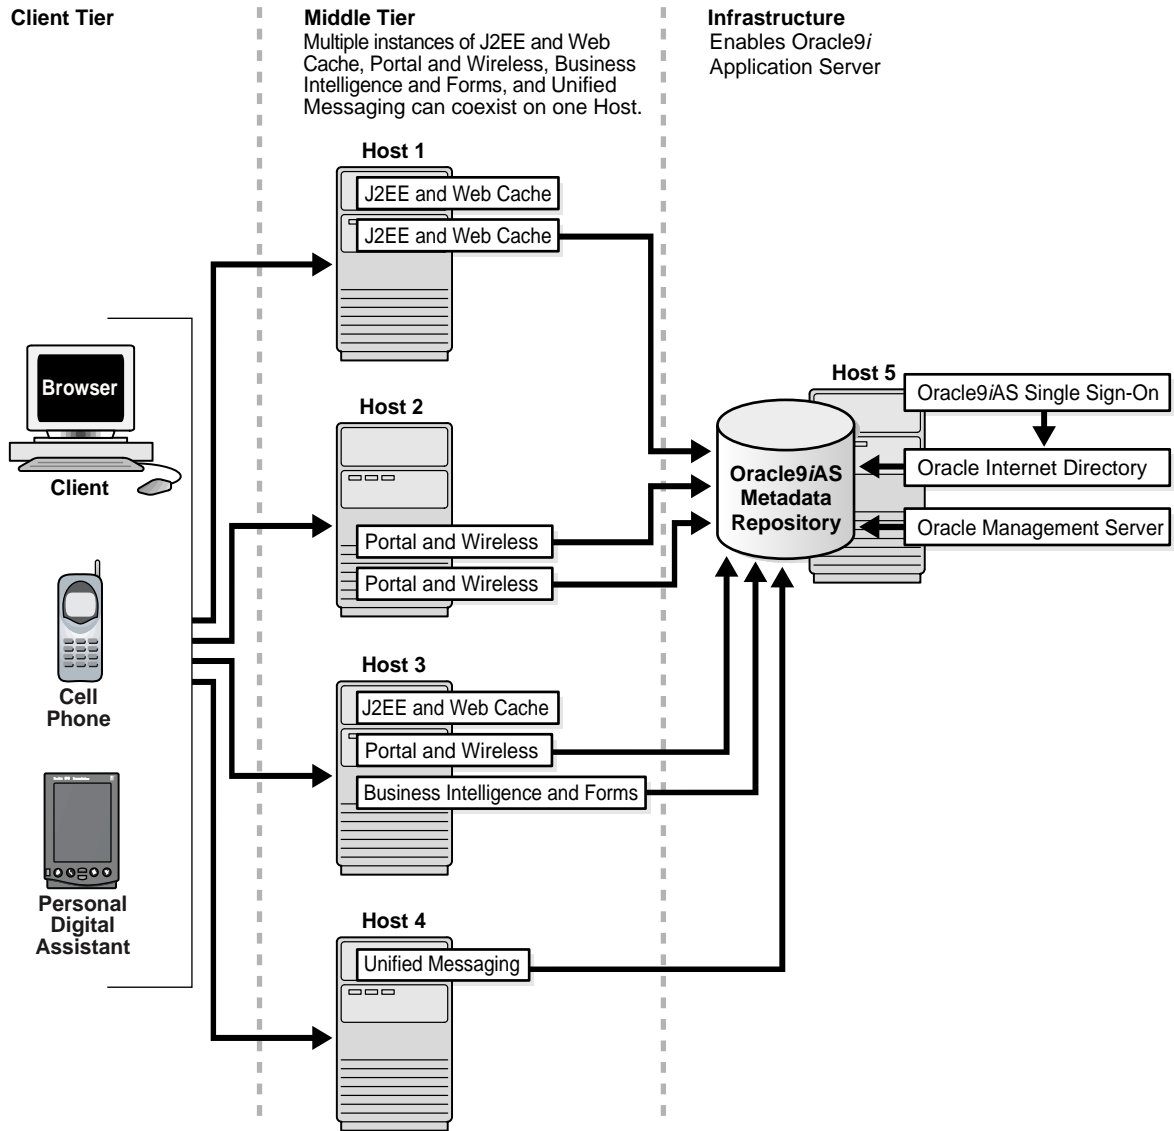 Client Tier
Middle Tier
Multiple instances of J2EE and Web
Cache, Portal and Wireless, Business
Intelligence and Forms, and Unified
Messaging can coexist on one Host.
Infrastructure
Enables Oracle9i
Application Server
Host 1
J2EE and Web Cache
J2EE and Web Cache
Browser
Client
Cell
Phone
Personal
Digital
Assistant
Host 2
Portal and Wireless
Portal and Wireless
Host 3
J2EE and Web Cache
Portal and Wireless
Business Intelligence and Forms
Host 4
Unified Messaging
Host 5
Oracle9iAS
Metadata
Repository
Oracle9iAS Single Sign-On
Oracle Internet Directory
Oracle Management Server